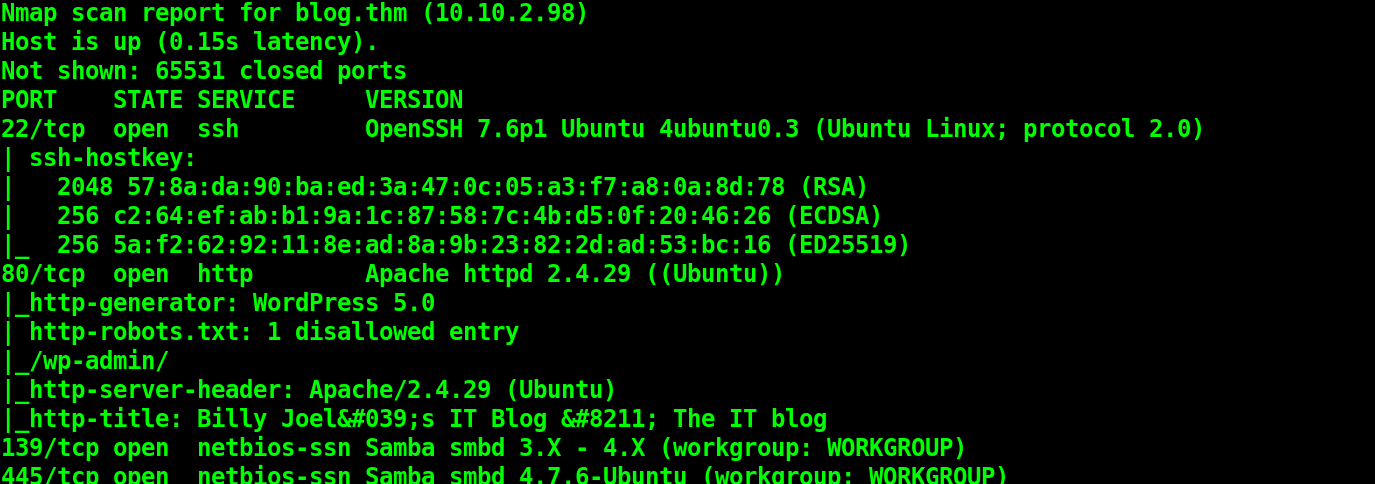 Nmap scan report for blog.thm (10.10.2.98)
Host is up (0.15s latency).
Not shown: 65531 closed ports
PORT    STATE SERVICE     VERSION
22/tcp  open  ssh         OpenSSH 7.6p1 Ubuntu 4ubuntu0.3 (Ubuntu Linux; protocol 2.0)
| ssh-hostkey:
|   2048 57:8a:da:90:ba:ed:3a:47:0c:05:a3:f7:a8:0a:8d:78 (RSA)
|   256 c2:64:ef:ab:b1:9a:1c:87:58:7c:4b:d5:0f:20:46:26 (ECDSA)
|_  256 5a:f2:62:92:11:8e:ad:8a:9b:23:82:2d:ad:53:bc:16 (ED25519)
80/tcp  open  http        Apache httpd 2.4.29 ((Ubuntu))
|_http-generator: WordPress 5.0
| http-robots.txt: 1 disallowed entry
|_/wp-admin/
|_http-server-header: Apache/2.4.29 (Ubuntu)
|_http-title: Billy Joel&#039;s IT Blog &#8211; The IT blog
139/tcp open  netbios-ssn Samba smbd 3.X - 4.X (workgroup: WORKGROUP)
445/tcp open  netbios-ssn Samba smbd 4.7.6-Ubuntu (workgroup: WORKGROUP)